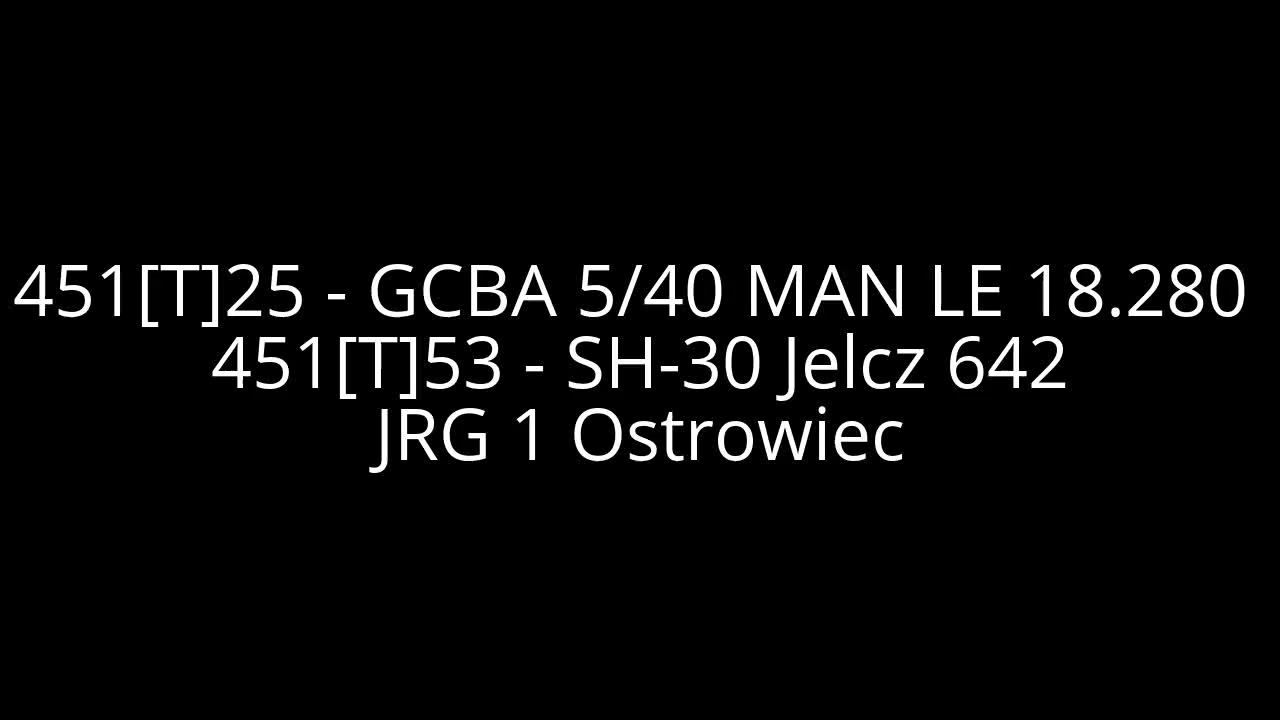 451[T]25 - GCBA 5/40 MAN LE 18.280
451[T]53 - SH-30 Jelcz 642
JRG 1 Ostrowiec